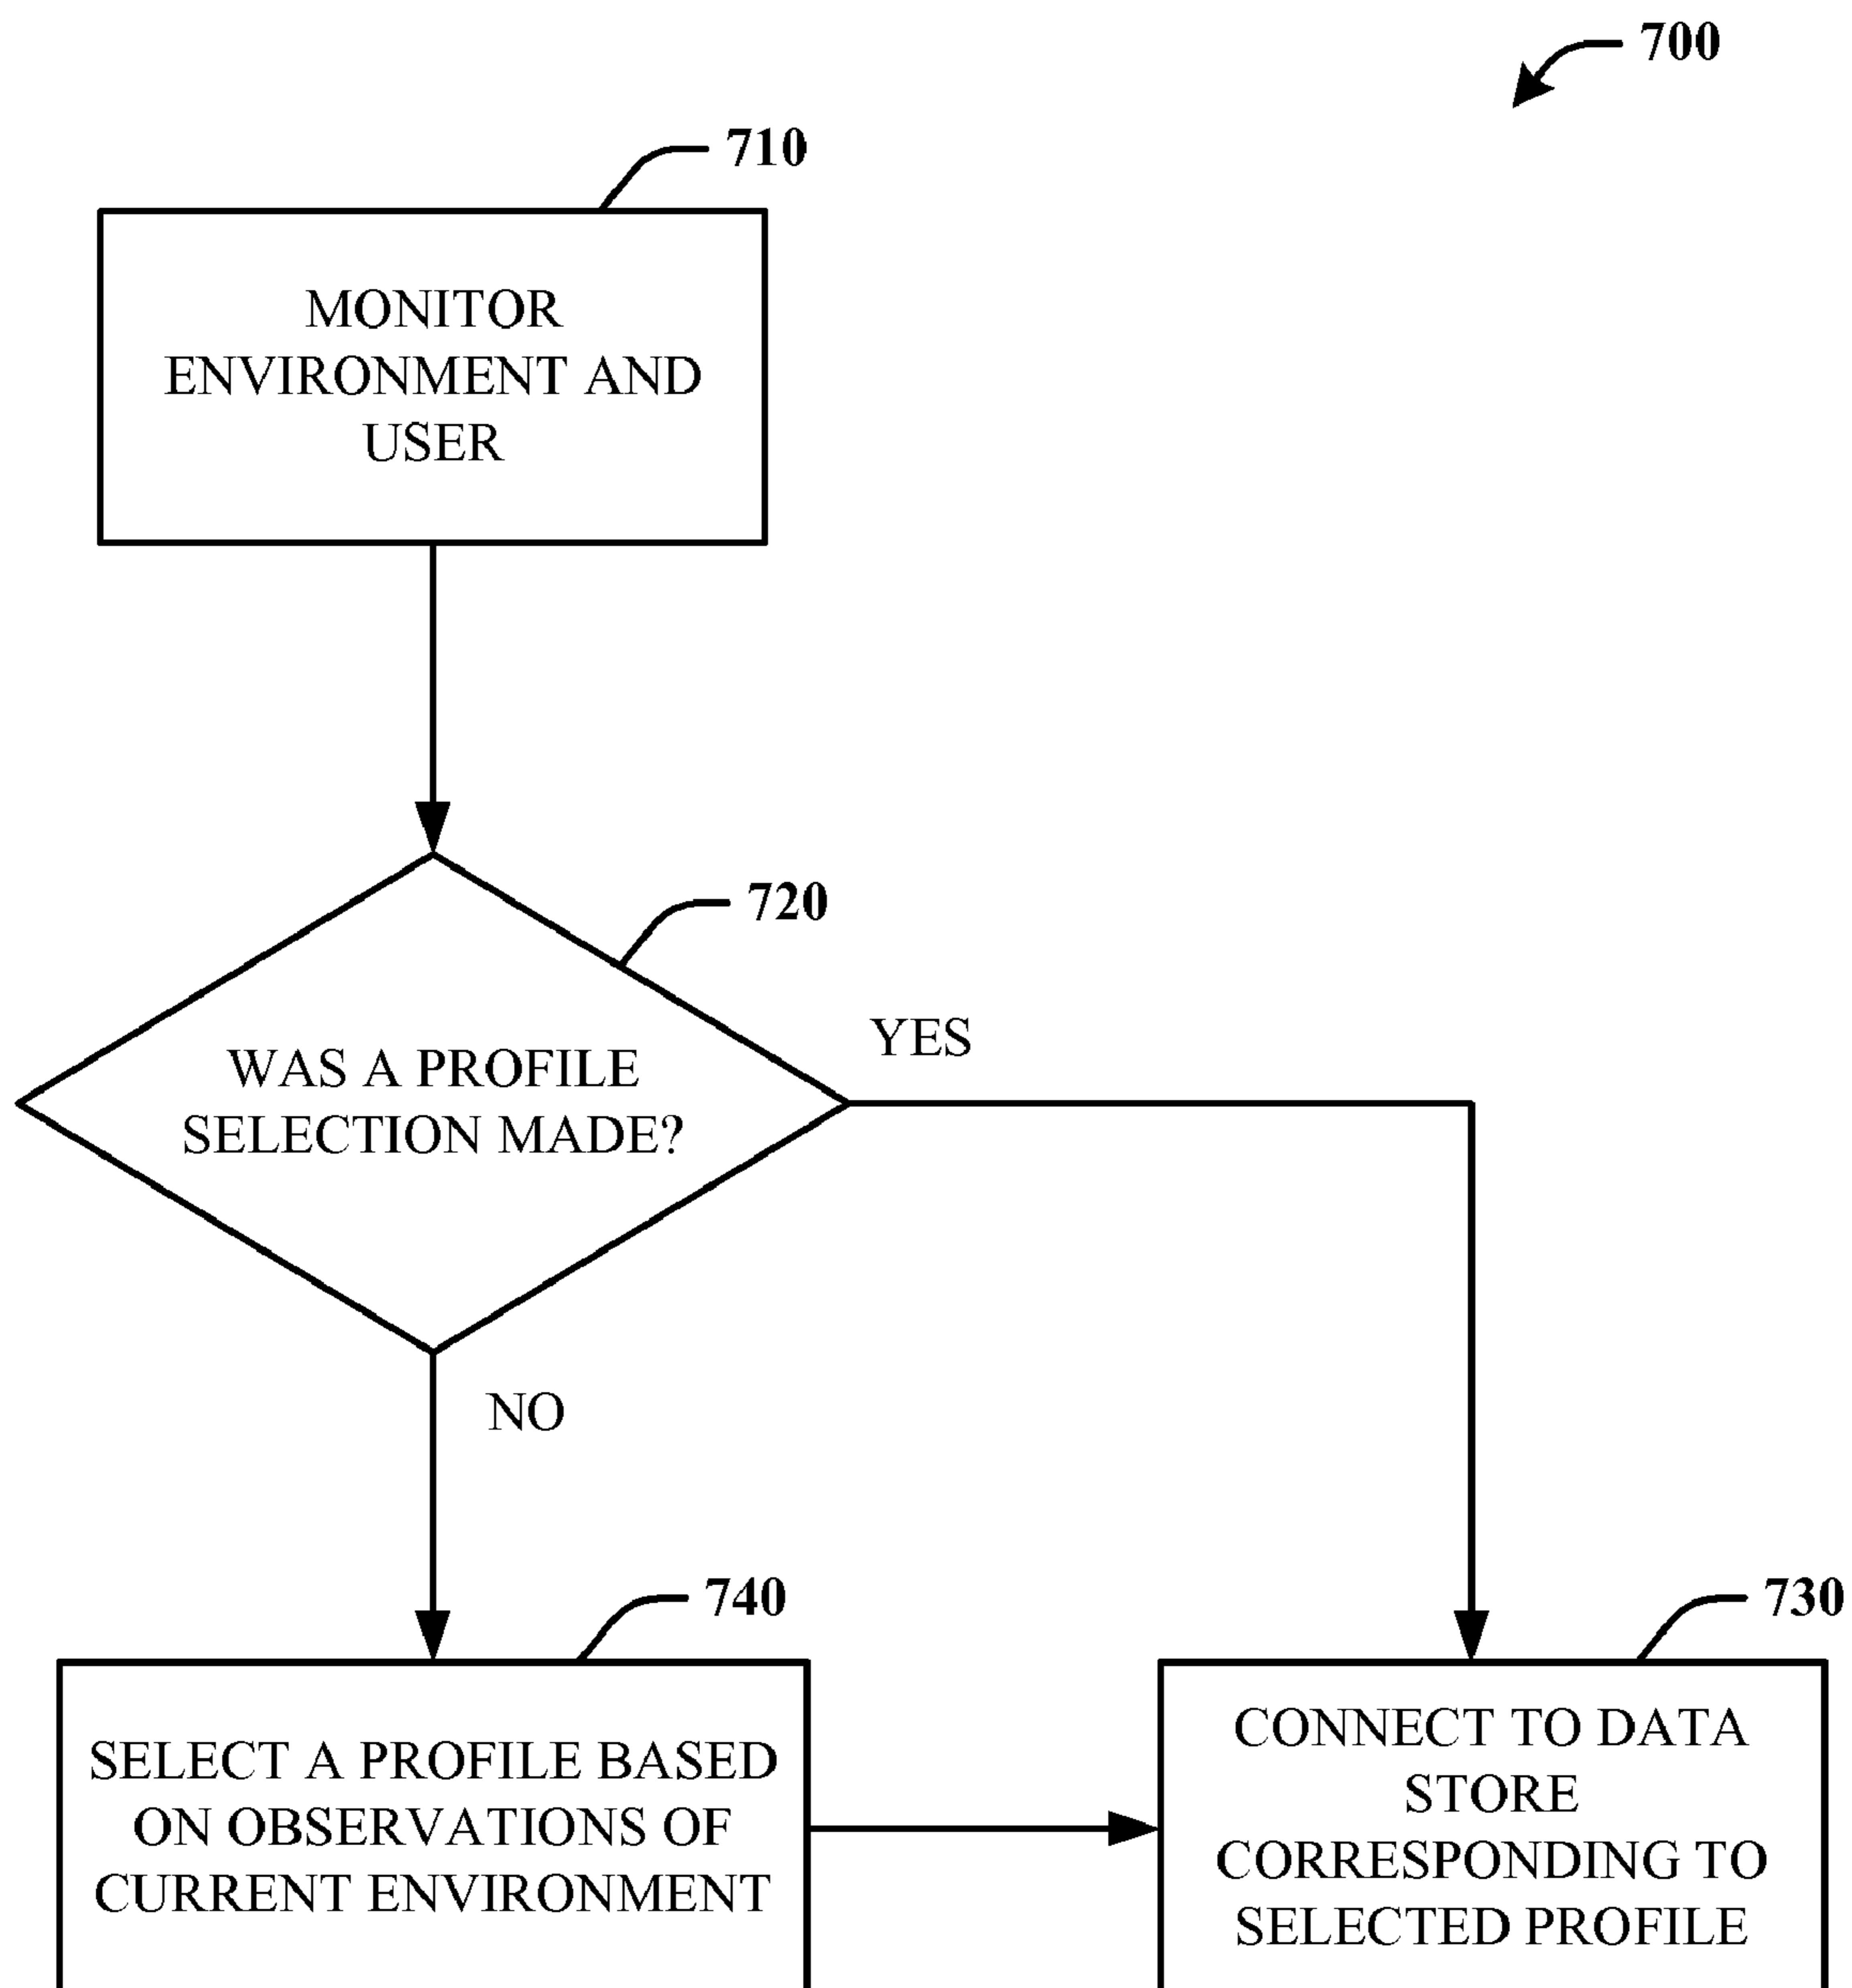 700
710
MONITOR
ENVIRONMENT AND
USER
720
WAS A PROFILE
SELECTION MADE?
YES
NO
740
SELECT A PROFILE BASED
ON OBSERVATIONS OF
CURRENT ENVIRONMENT
730
CONNECT TO DATA
STORE
CORRESPONDING TO
SELECTED PROFILE